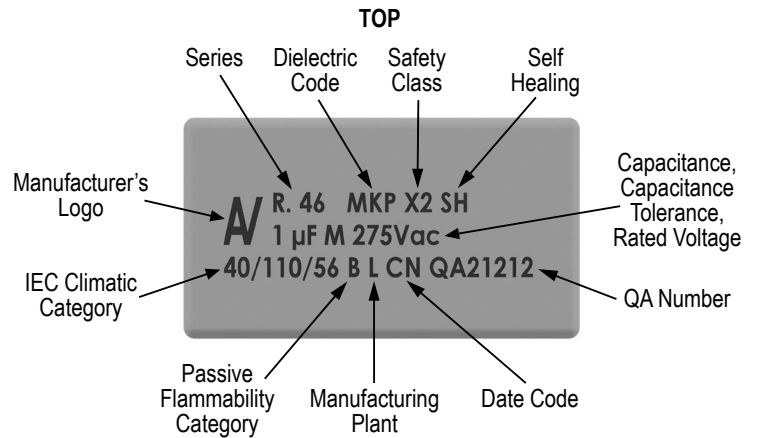 TOP
Series
Dielectric
Code
Safety
Class
Self
Healing
Manufacturer's
Logo
R. 46 MKP X2 SH
1 µF M 275Vac
40/110/56 B L CN QA21212
Capacitance,
Capacitance
Tolerance,
Rated Voltage
IEC Climatic
Category
QA Number
Passive
Flammability
Category
Manufacturing
Plant
Date Code